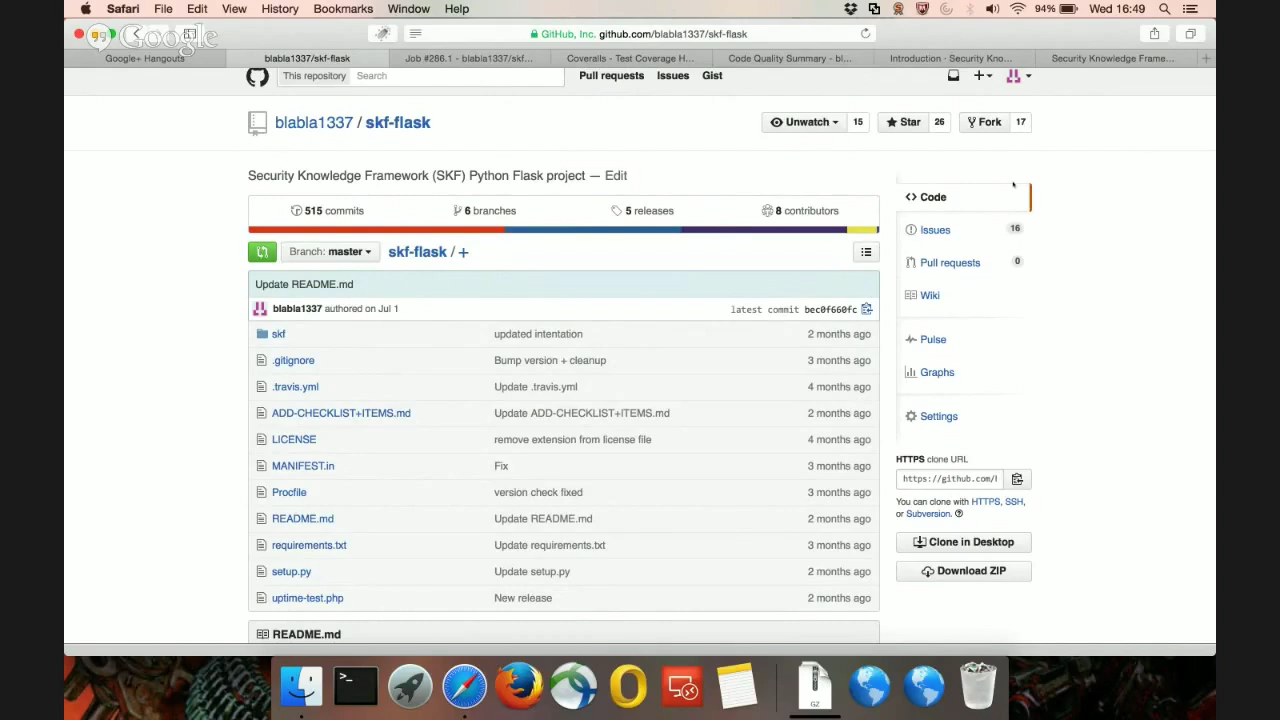 Safari File Edit View History Bookmarks Window Help 94% Wed 16:49
Google
GitHub, Inc. github.com/blabla1337/skf-flask
Google+ Hangouts
blabla1337/skf-flask
Job #286.1 - blabla1337/skf...
Coveralls - Test Coverage H...
Code Quality Summary - bl...
Introduction - Security Kno...
Security Knowledge Frame...
This repository Search
Pull requests Issues Gist
blabla1337 / skf-flask
Unwatch 15
Star 26
Fork 17
Security Knowledge Framework (SKF) Python Flask project — Edit
515 commits
6 branches
5 releases
8 contributors
Branch: master
skf-flask / +
Update README.md
blabla1337 authored on Jul 1
latest commit bec0f660fc
skf updated intentation 2 months ago
.gitignore Bump version + cleanup 3 months ago
.travis.yml Update .travis.yml 4 months ago
ADD-CHECKLIST+ITEMS.md Update ADD-CHECKLIST+ITEMS.md 2 months ago
LICENSE remove extension from license file 4 months ago
MANIFEST.in Fix 3 months ago
Procfile version check fixed 3 months ago
README.md Update README.md 2 months ago
requirements.txt Update requirements.txt 3 months ago
setup.py Update setup.py 2 months ago
uptime-test.php New release 2 months ago
README.md
Code
Issues 16
Pull requests 0
Wiki
Pulse
Graphs
Settings
HTTPS clone URL
https://github.com/
You can clone with HTTPS, SSH,
or Subversion.
Clone in Desktop
Download ZIP
GZ